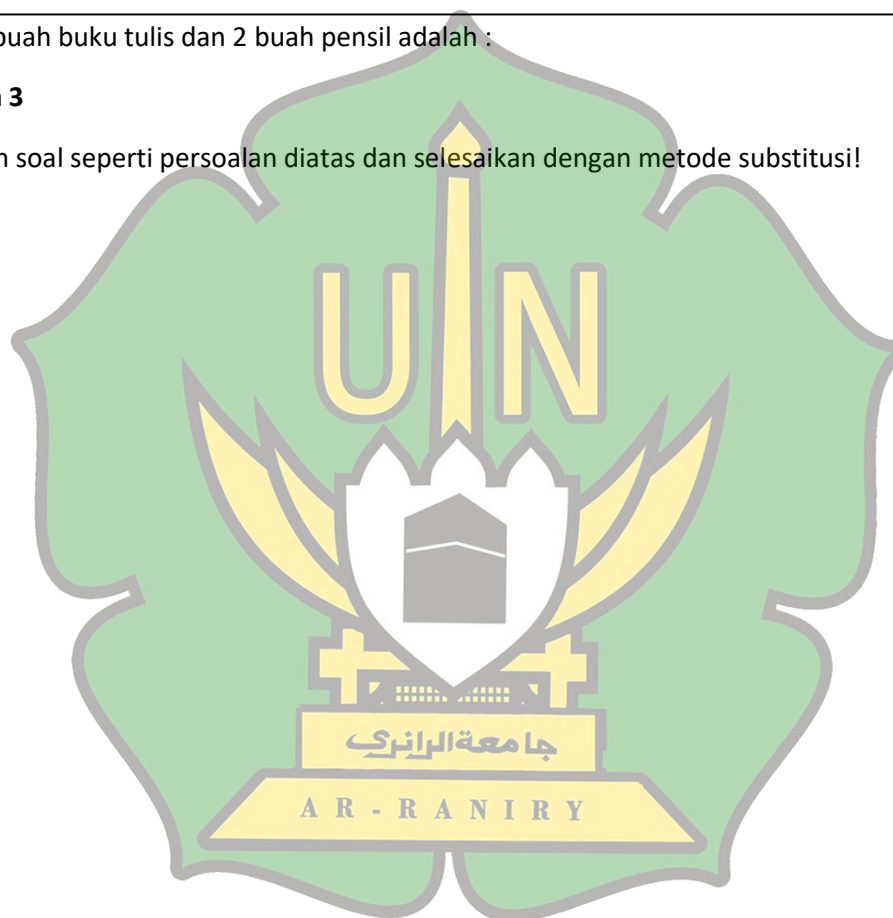 buah buku tulis dan 2 buah pensil adalah :
3
soal seperti persoalan diatas dan selesaikan dengan metode substitusi!
UIN
جامعة الرانري
AR - RANIRY